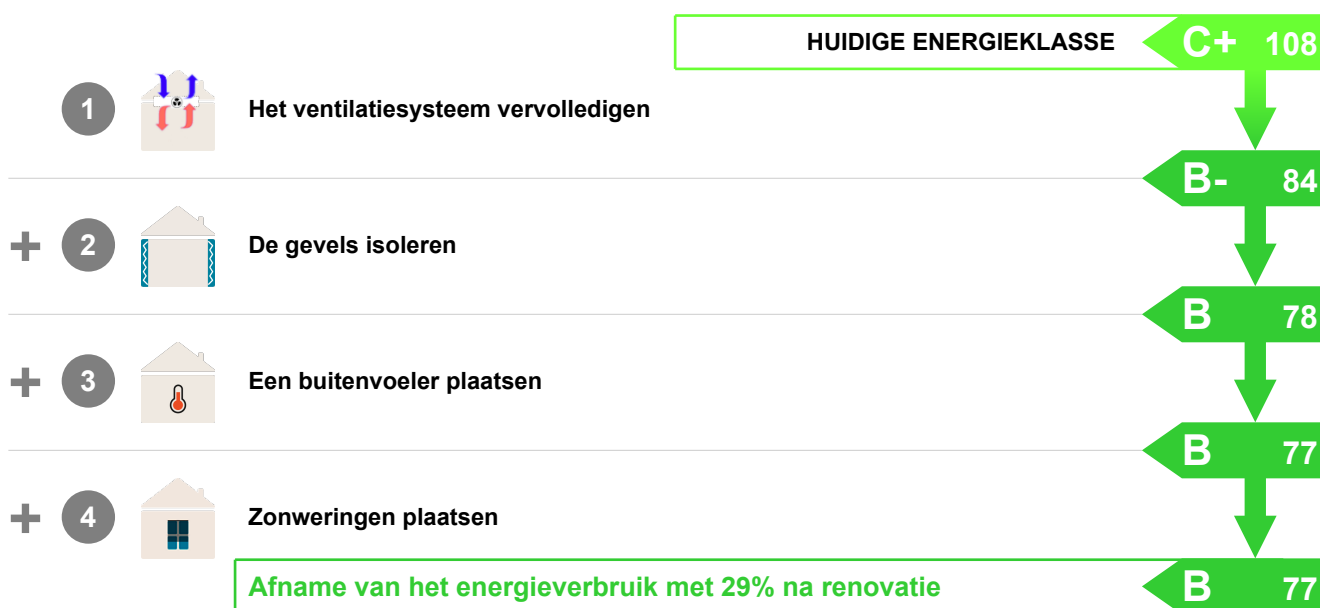 HUIDIGE ENERGIEKLASSE C+ 108
1 Het ventilatiesysteem vervolledigen
B- 84
+ 2 De gevels isoleren
B 78
+ 3 Een buitenvoeler plaatsen
B 77
+ 4 Zonweringen plaatsen
Afname van het energieverbruik met 29% na renovatie B 77